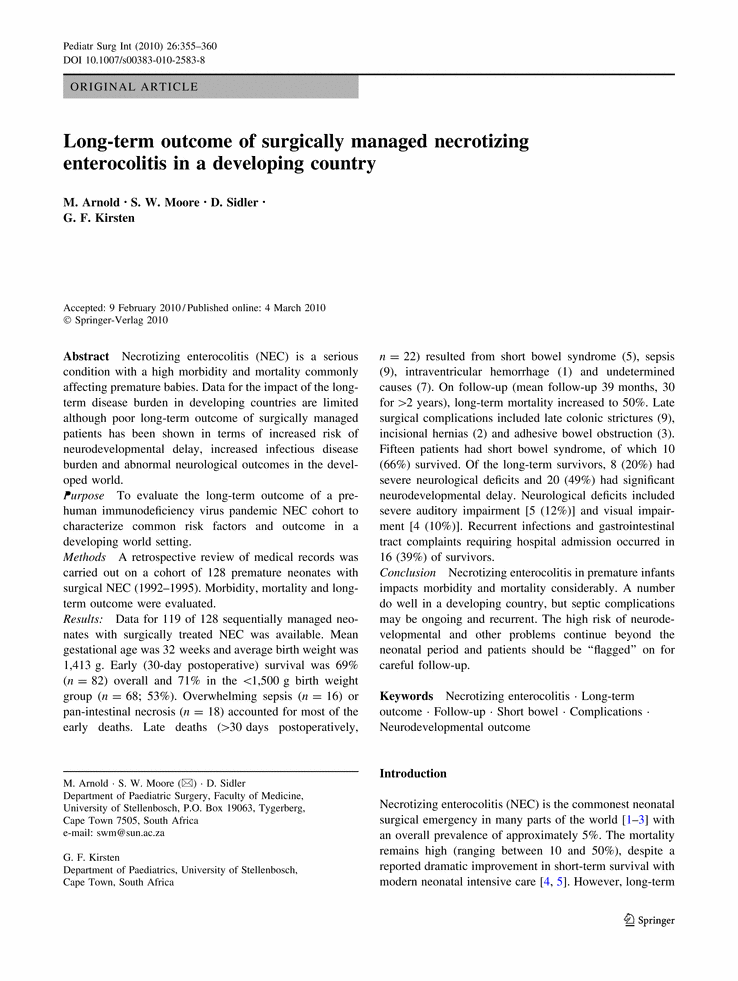 Pediatr Surg Int (2010) 26:355–360
DOI 10.1007/s00383-010-2583-8
ORIGINAL ARTICLE
Long-term outcome of surgically managed necrotizing
enterocolitis in a developing country
M. Arnold · S. W. Moore · D. Sidler ·
G. F. Kirsten
Accepted: 9 February 2010 / Published online: 4 March 2010
© Springer-Verlag 2010
Abstract Necrotizing enterocolitis (NEC) is a serious
condition with a high morbidity and mortality commonly
affecting premature babies. Data for the impact of the long-
term disease burden in developing countries are limited
although poor long-term outcome of surgically managed
patients has been shown in terms of increased risk of
neurodevelopmental delay, increased infectious disease
burden and abnormal neurological outcomes in the devel-
oped world.
Purpose To evaluate the long-term outcome of a pre-
human immunodeficiency virus pandemic NEC cohort to
characterize common risk factors and outcome in a
developing world setting.
Methods A retrospective review of medical records was
carried out on a cohort of 128 premature neonates with
surgical NEC (1992–1995). Morbidity, mortality and long-
term outcome were evaluated.
Results: Data for 119 of 128 sequentially managed neo-
nates with surgically treated NEC was available. Mean
gestational age was 32 weeks and average birth weight was
1,413 g. Early (30-day postoperative) survival was 69%
(n = 82) overall and 71% in the <1,500 g birth weight
group (n = 68; 53%). Overwhelming sepsis (n = 16) or
pan-intestinal necrosis (n = 18) accounted for most of the
early deaths. Late deaths (>30 days postoperatively,
n = 22) resulted from short bowel syndrome (5), sepsis
(9), intraventricular hemorrhage (1) and undetermined
causes (7). On follow-up (mean follow-up 39 months, 30
for >2 years), long-term mortality increased to 50%. Late
surgical complications included late colonic strictures (9),
incisional hernias (2) and adhesive bowel obstruction (3).
Fifteen patients had short bowel syndrome, of which 10
(66%) survived. Of the long-term survivors, 8 (20%) had
severe neurological deficits and 20 (49%) had significant
neurodevelopmental delay. Neurological deficits included
severe auditory impairment [5 (12%)] and visual impair-
ment [4 (10%)]. Recurrent infections and gastrointestinal
tract complaints requiring hospital admission occurred in
16 (39%) of survivors.
Conclusion Necrotizing enterocolitis in premature infants
impacts morbidity and mortality considerably. A number
do well in a developing country, but septic complications
may be ongoing and recurrent. The high risk of neurode-
velopmental and other problems continue beyond the
neonatal period and patients should be “flagged” on for
careful follow-up.
Keywords Necrotizing enterocolitis · Long-term
outcome · Follow-up · Short bowel · Complications ·
Neurodevelopmental outcome
M. Arnold · S. W. Moore (✉) · D. Sidler
Department of Paediatric Surgery, Faculty of Medicine,
University of Stellenbosch, P.O. Box 19063, Tygerberg,
Cape Town 7505, South Africa
e-mail: swm@sun.ac.za
G. F. Kirsten
Department of Paediatrics, University of Stellenbosch,
Cape Town, South Africa
Introduction
Necrotizing enterocolitis (NEC) is the commonest neonatal
surgical emergency in many parts of the world [1–3] with
an overall prevalence of approximately 5%. The mortality
remains high (ranging between 10 and 50%), despite a
reported dramatic improvement in short-term survival with
modern neonatal intensive care [4, 5]. However, long-term
Springer